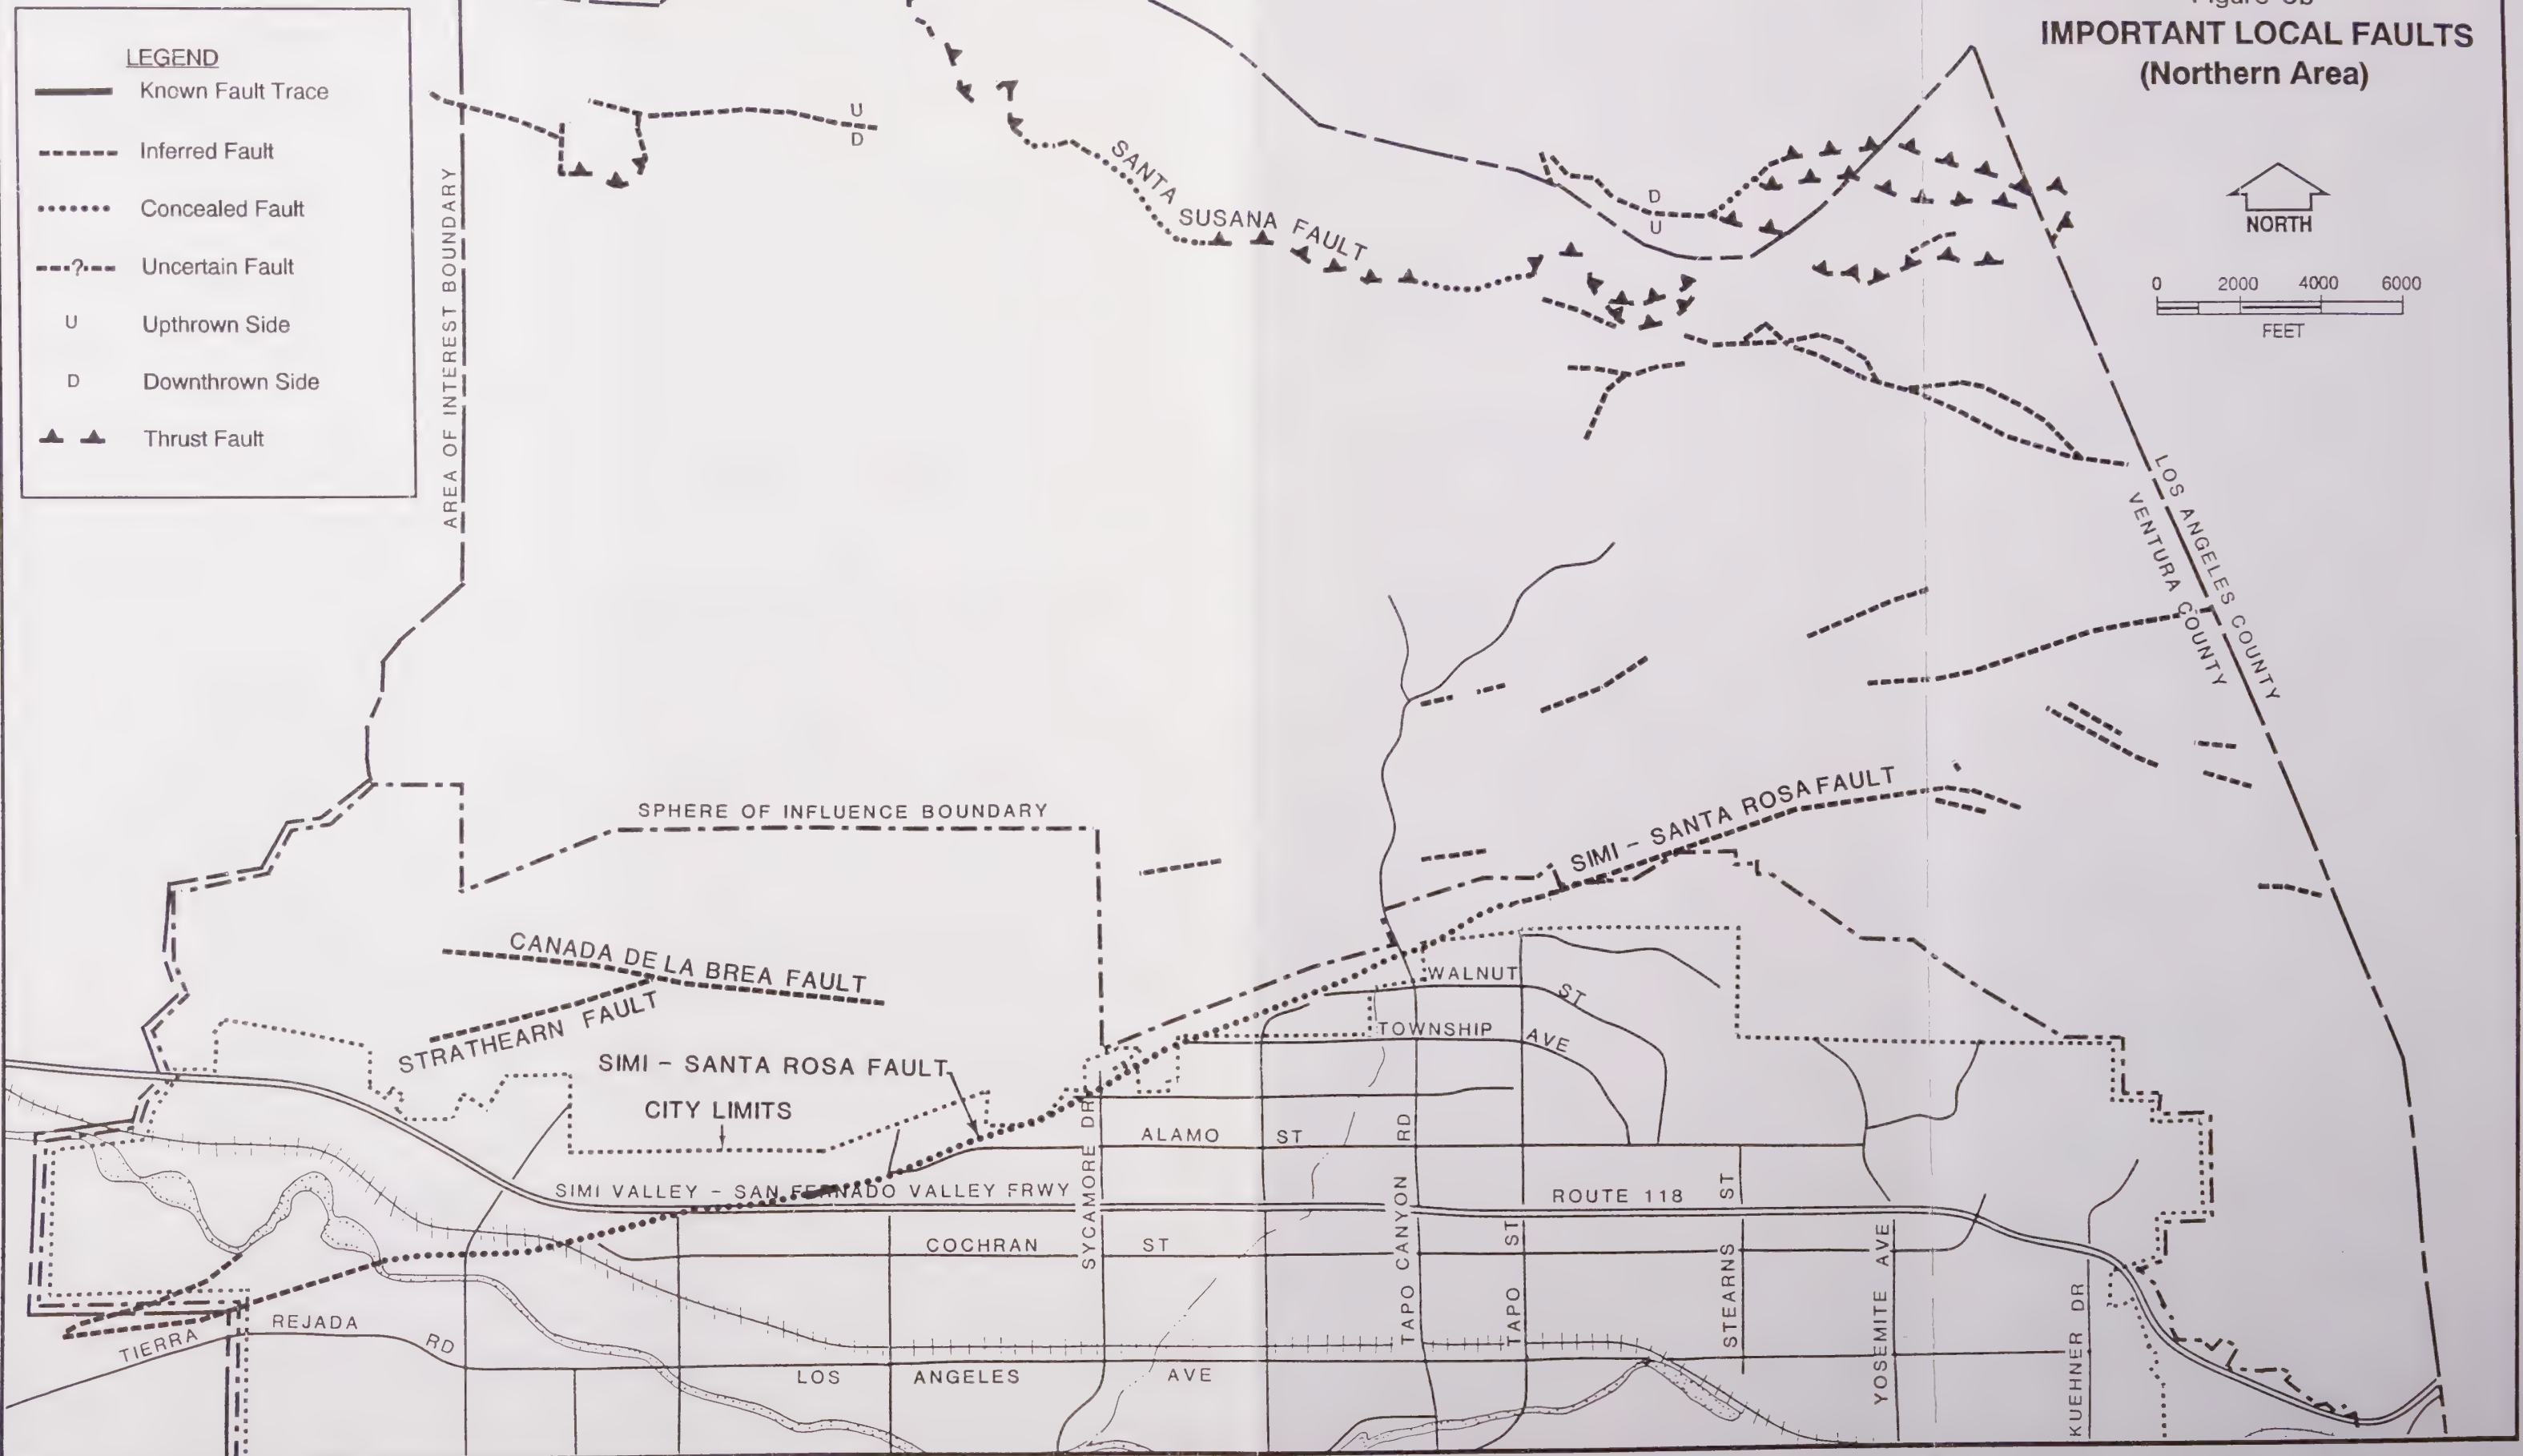 IMPORTANT LOCAL FAULTS
(Northern Area)
LEGEND
Known Fault Trace
Inferred Fault
Concealed Fault
?
Uncertain Fault
U
Upthrown Side
D
Downthrown Side
Thrust Fault
AREA OF INTEREST BOUNDARY
U
D
SANTA
SUSANA FAULT
D
U
NORTH
0 2000 4000 6000
FEET
LOS ANGELES COUNTY
VENTURA COUNTY
SPHERE OF INFLUENCE BOUNDARY
SIMI - SANTA ROSA FAULT
CANADA DE LA BREA FAULT
STRATHEARN FAULT
SIMI - SANTA ROSA FAULT
CITY LIMITS
WALNUT
ST
TOWNSHIP
AVE
ALAMO ST
SIMI VALLEY - SAN FERNADO VALLEY FRWY
ROUTE 118
COCHRAN ST
SYCAMORE DR
TAPO CANYON RD
TAPO ST
STEARNS ST
YOSEMITE AVE
KUEHNER DR
TIERRA REJADA RD
LOS ANGELES AVE